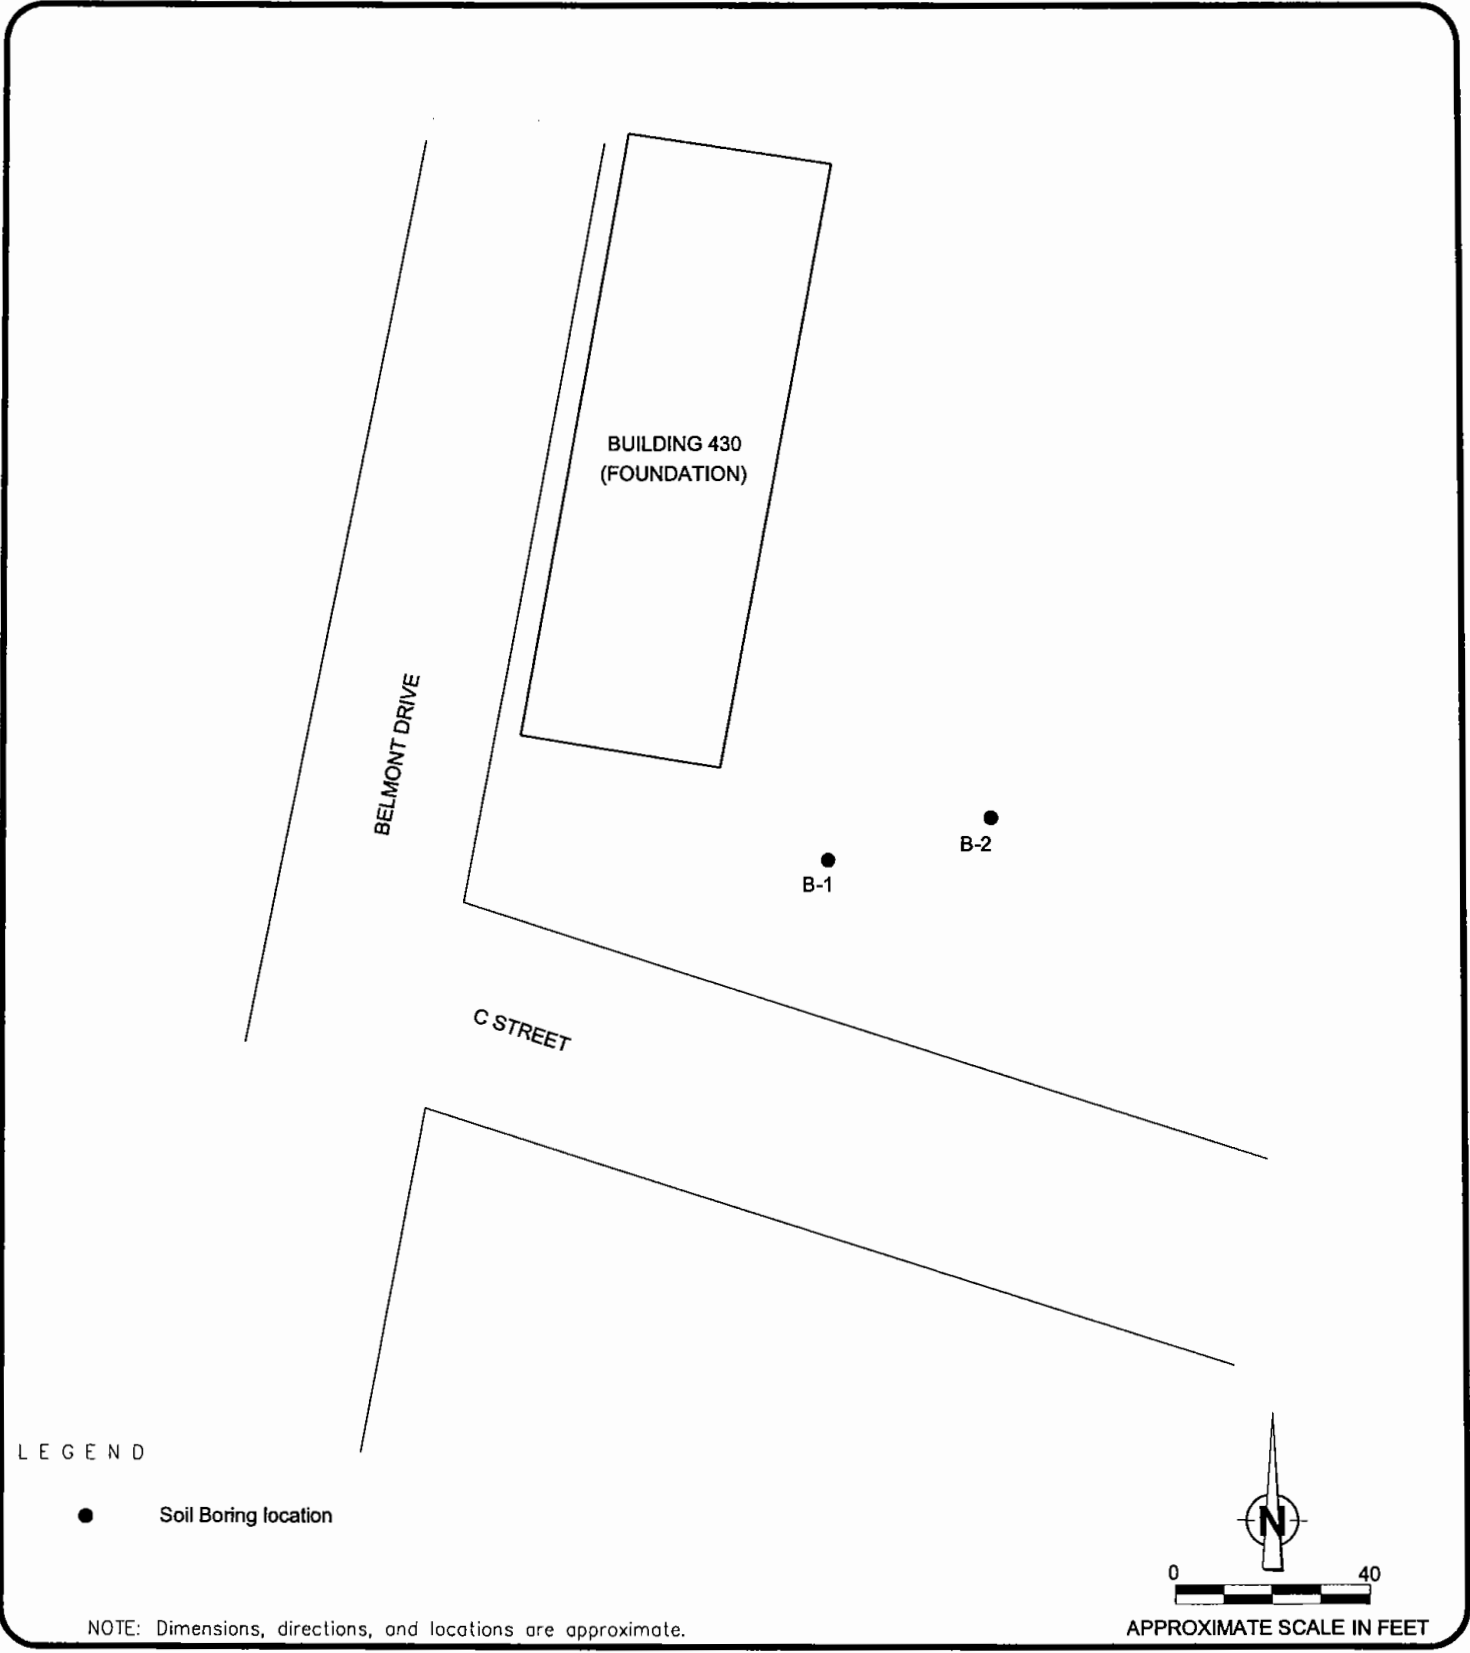 BUILDING 430
(FOUNDATION)
BELMONT DRIVE
B-2
B-1
C STREET
LEGEND
Soil Boring location
N
0 40
APPROXIMATE SCALE IN FEET
NOTE: Dimensions, directions, and locations are approximate.